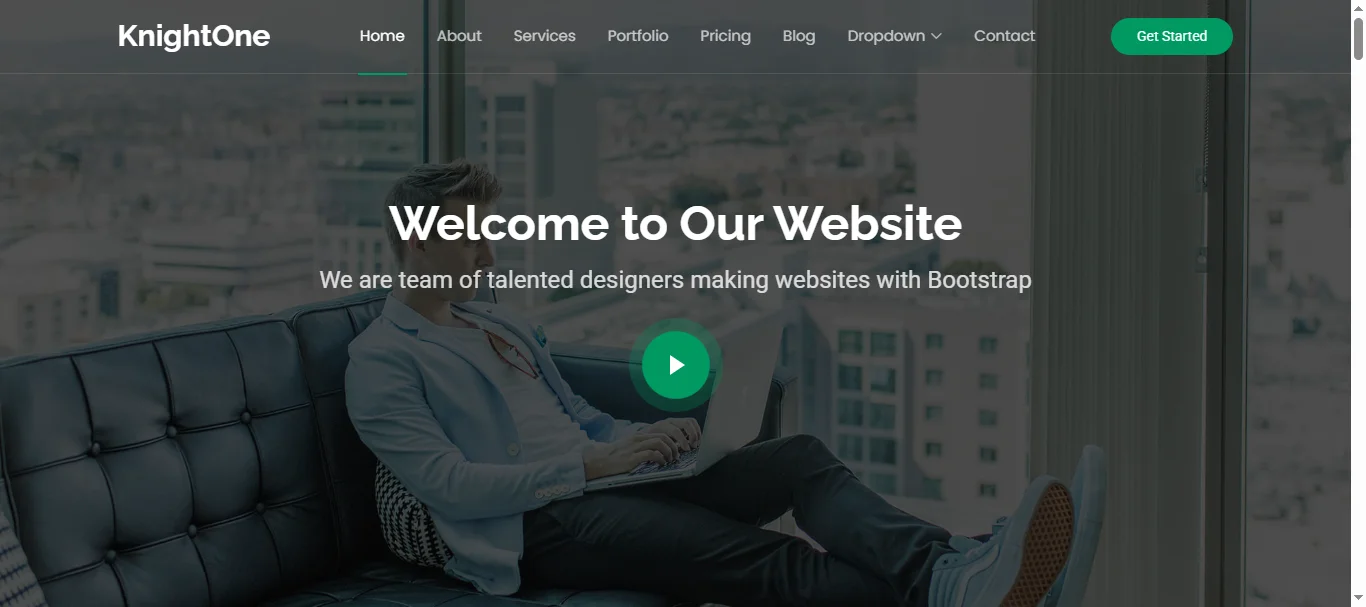 KnightOne
Home About Services Portfolio Pricing Blog Dropdown Contact
Get Started
Welcome to Our Website
We are team of talented designers making websites with Bootstrap